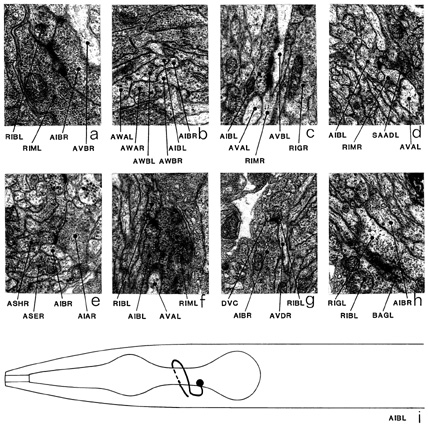 RIBL AIBR a
RIML AVBR
AWAL AIBR b
AWAR AIBL
AWBL AWBR
AIBL AVBL c
AVAL RIGR
RIMR
AIBL SAADL d
RIMR AVAL
ASHR AIBR e
ASER AIAR
RIBL RIML f
AIBL AVAL
DVC RIBL g
AIBR AVDR
RIGL AIBR h
RIBL BAGL
AIBL i